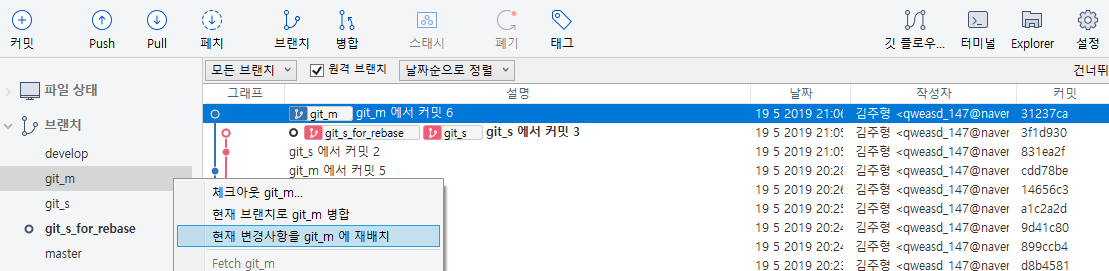 커밋 Push Pull 패치 브랜치 병합 스태시 폐기 태그 깃 플로우... 터미널 Explorer 설정
모든 브랜치 원격 브랜치 날짜순으로 정렬 건너뛰
파일 상태
브랜치
develop
git_m
git_s
git_s_for_rebase
master
그래프 설명 날짜 작성자 커밋
git_m git_m 에서 커밋 6 19 5 2019 21:06 김주형 <qweasd_147@naver 31237ca
git_s_for_rebase git_s git_s 에서 커밋 3 19 5 2019 21:05 김주형 <qweasd_147@naver 3f1d930
git_s 에서 커밋 2 19 5 2019 21:05 김주형 <qweasd_147@naver 831ea2f
git_m 에서 커밋 5 19 5 2019 20:28 김주형 <qweasd_147@naver cdd78be
19 5 2019 20:26 김주형 <qweasd_147@naver 14656c3
19 5 2019 20:25 김주형 <qweasd_147@naver a1c2a2d
19 5 2019 20:24 김주형 <qweasd_147@naver 9d41c80
19 5 2019 20:24 김주형 <qweasd_147@naver 899ccb4
19 5 2019 20:23 김주형 <qweasd_147@naver d8b4581
체크아웃 git_m...
현재 브랜치로 git_m 병합
현재 변경사항을 git_m 에 재배치
Fetch git_m